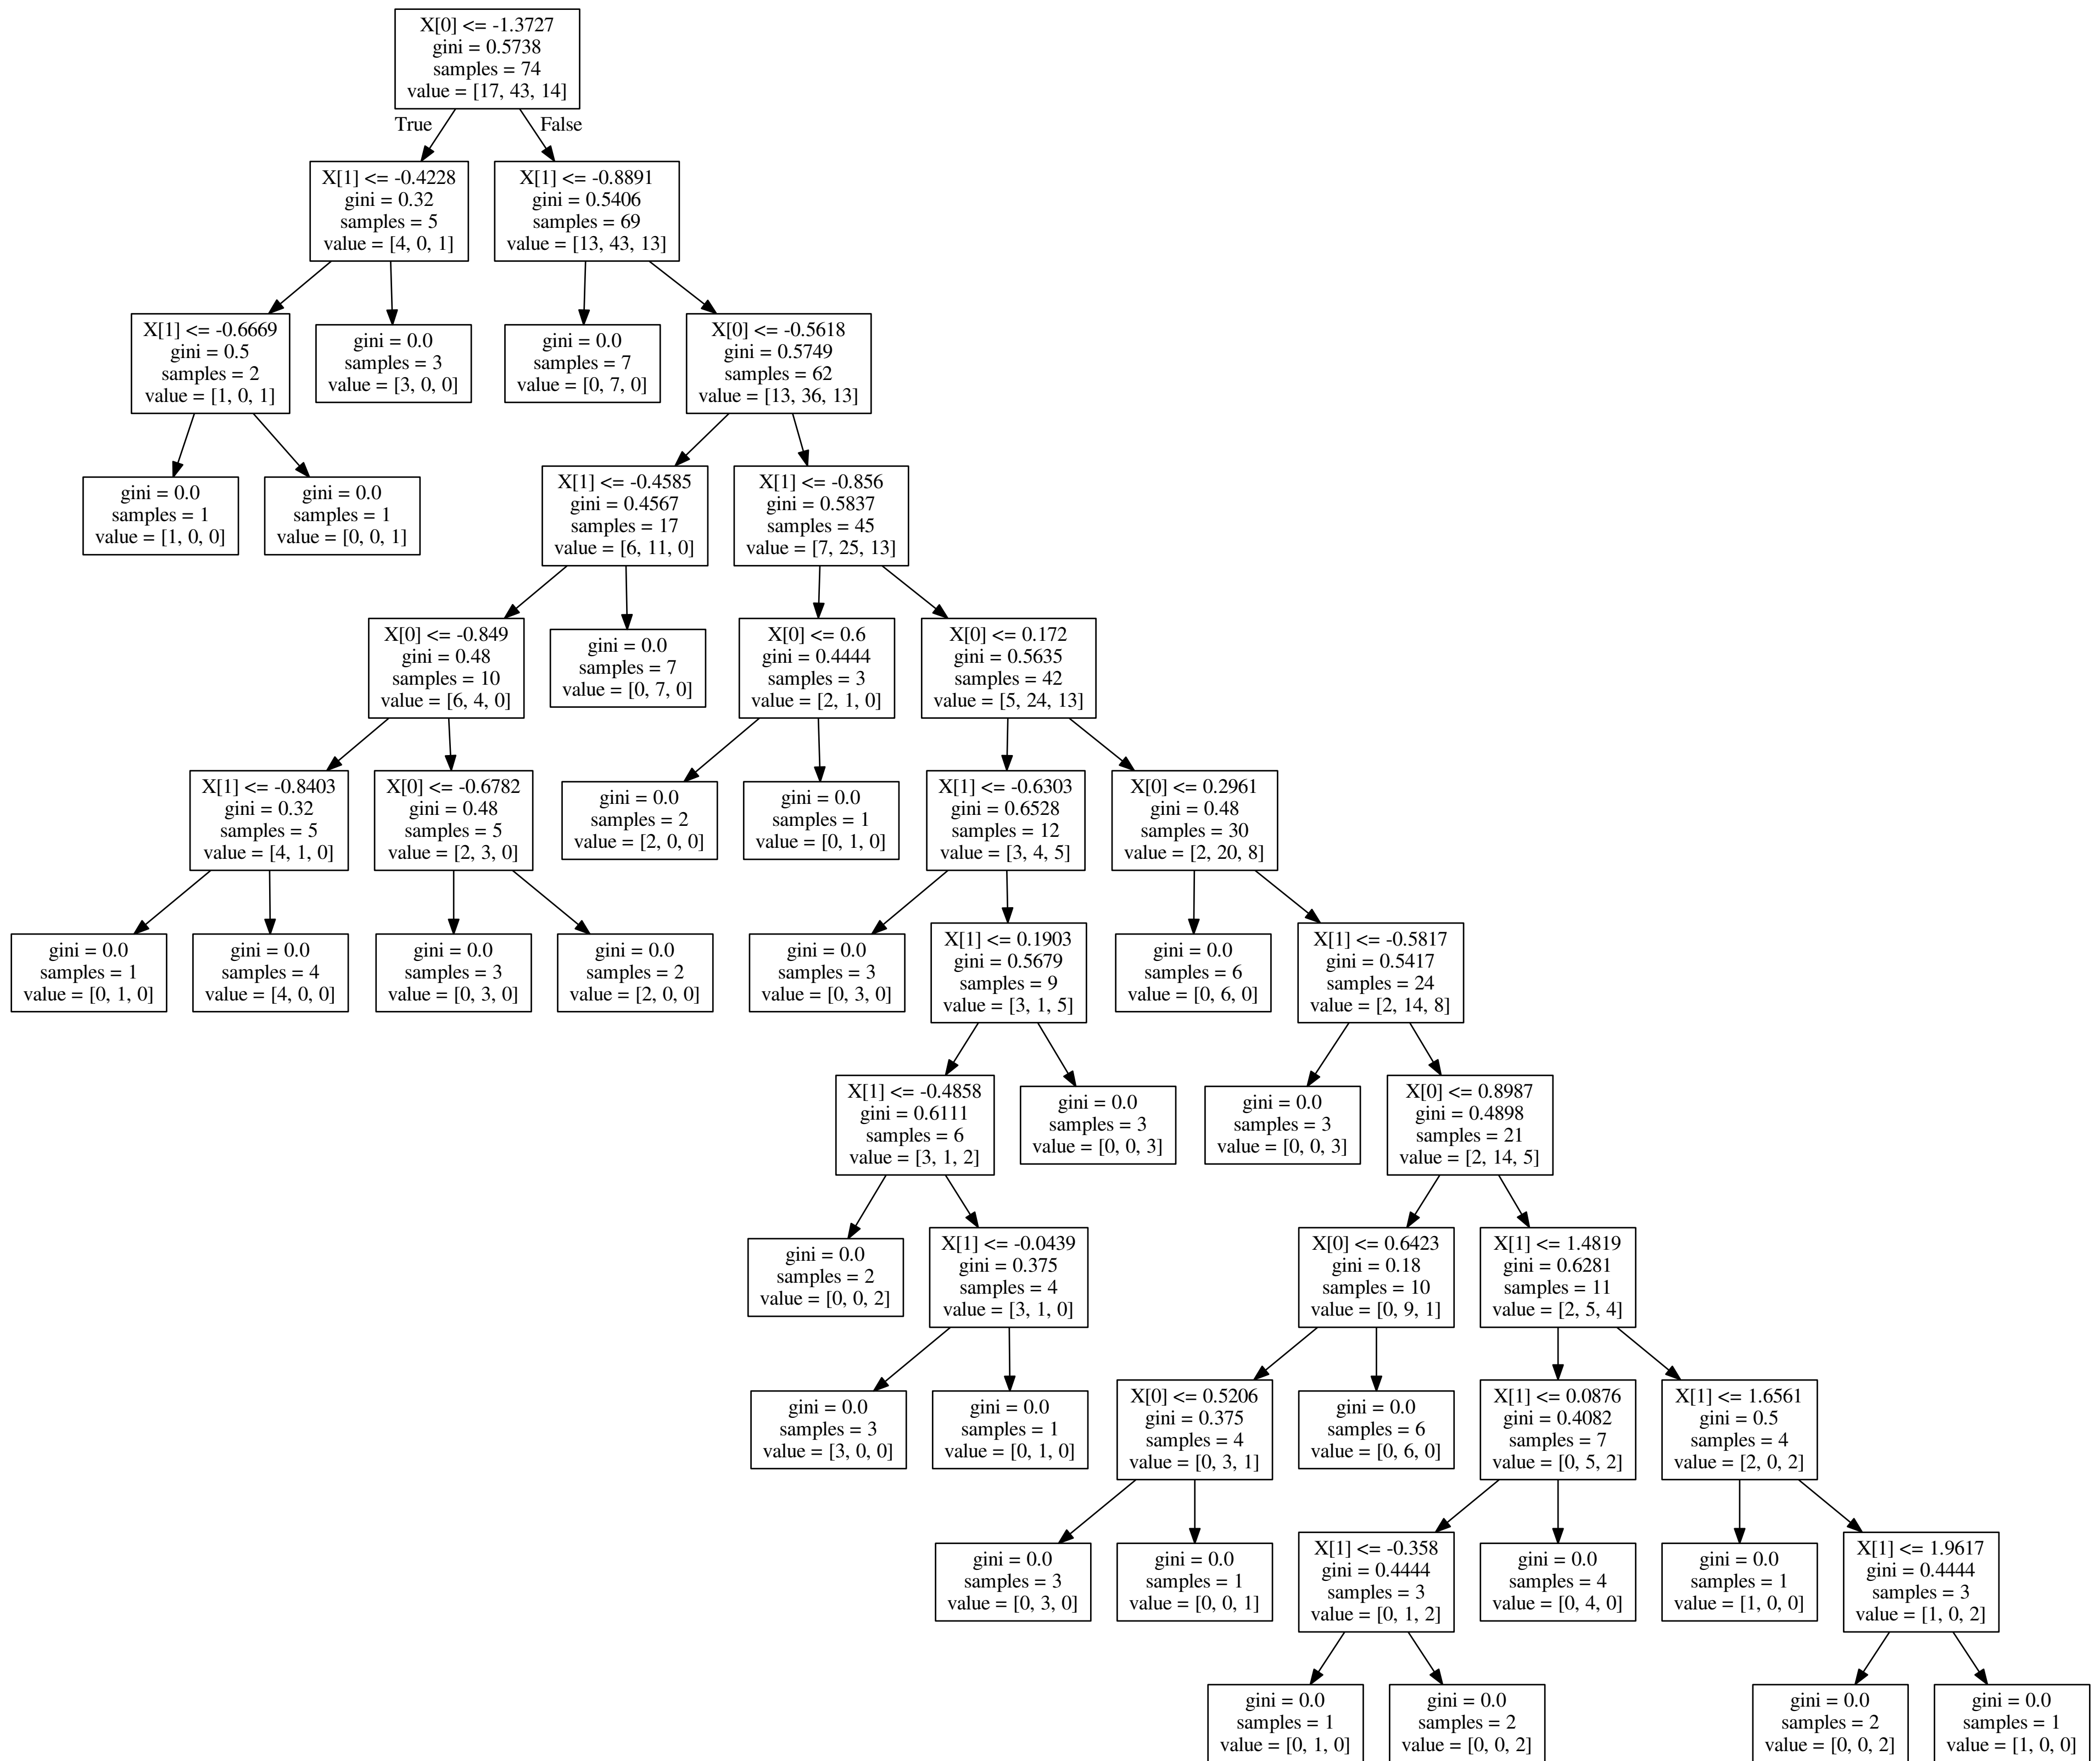 X[0] <= -1.3727
gini = 0.5738
samples = 74
value = [17, 43, 14]
True
False
X[1] <= -0.4228
gini = 0.32
samples = 5
value = [4, 0, 1]
X[1] <= -0.8891
gini = 0.5406
samples = 69
value = [13, 43, 13]
X[1] <= -0.6669
gini = 0.5
samples = 2
value = [1, 0, 1]
gini = 0.0
samples = 3
value = [3, 0, 0]
gini = 0.0
samples = 7
value = [0, 7, 0]
X[0] <= -0.5618
gini = 0.5749
samples = 62
value = [13, 36, 13]
gini = 0.0
samples = 1
value = [1, 0, 0]
gini = 0.0
samples = 1
value = [0, 0, 1]
X[1] <= -0.4585
gini = 0.4567
samples = 17
value = [6, 11, 0]
X[1] <= -0.856
gini = 0.5837
samples = 45
value = [7, 25, 13]
X[0] <= -0.849
gini = 0.48
samples = 10
value = [6, 4, 0]
gini = 0.0
samples = 7
value = [0, 7, 0]
X[0] <= 0.6
gini = 0.4444
samples = 3
value = [2, 1, 0]
X[0] <= 0.172
gini = 0.5635
samples = 42
value = [5, 24, 13]
X[1] <= -0.8403
gini = 0.32
samples = 5
value = [4, 1, 0]
X[0] <= -0.6782
gini = 0.48
samples = 5
value = [2, 3, 0]
gini = 0.0
samples = 2
value = [2, 0, 0]
gini = 0.0
samples = 1
value = [0, 1, 0]
X[1] <= -0.6303
gini = 0.6528
samples = 12
value = [3, 4, 5]
X[0] <= 0.2961
gini = 0.48
samples = 30
value = [2, 20, 8]
gini = 0.0
samples = 1
value = [0, 1, 0]
gini = 0.0
samples = 4
value = [4, 0, 0]
gini = 0.0
samples = 3
value = [0, 3, 0]
gini = 0.0
samples = 2
value = [2, 0, 0]
gini = 0.0
samples = 3
value = [0, 3, 0]
X[1] <= 0.1903
gini = 0.5679
samples = 9
value = [3, 1, 5]
gini = 0.0
samples = 6
value = [0, 6, 0]
X[1] <= -0.5817
gini = 0.5417
samples = 24
value = [2, 14, 8]
X[1] <= -0.4858
gini = 0.6111
samples = 6
value = [3, 1, 2]
gini = 0.0
samples = 3
value = [0, 0, 3]
gini = 0.0
samples = 3
value = [0, 0, 3]
X[0] <= 0.8987
gini = 0.4898
samples = 21
value = [2, 14, 5]
gini = 0.0
samples = 2
value = [0, 0, 2]
X[1] <= -0.0439
gini = 0.375
samples = 4
value = [3, 1, 0]
X[0] <= 0.6423
gini = 0.18
samples = 10
value = [0, 9, 1]
X[1] <= 1.4819
gini = 0.6281
samples = 11
value = [2, 5, 4]
gini = 0.0
samples = 3
value = [3, 0, 0]
gini = 0.0
samples = 1
value = [0, 1, 0]
X[0] <= 0.5206
gini = 0.375
samples = 4
value = [0, 3, 1]
gini = 0.0
samples = 6
value = [0, 6, 0]
X[1] <= 0.0876
gini = 0.4082
samples = 7
value = [0, 5, 2]
X[1] <= 1.6561
gini = 0.5
samples = 4
value = [2, 0, 2]
gini = 0.0
samples = 3
value = [0, 3, 0]
gini = 0.0
samples = 1
value = [0, 0, 1]
X[1] <= -0.358
gini = 0.4444
samples = 3
value = [0, 1, 2]
gini = 0.0
samples = 4
value = [0, 4, 0]
gini = 0.0
samples = 1
value = [1, 0, 0]
X[1] <= 1.9617
gini = 0.4444
samples = 3
value = [1, 0, 2]
gini = 0.0
samples = 1
value = [0, 1, 0]
gini = 0.0
samples = 2
value = [0, 0, 2]
gini = 0.0
samples = 2
value = [0, 0, 2]
gini = 0.0
samples = 1
value = [1, 0, 0]